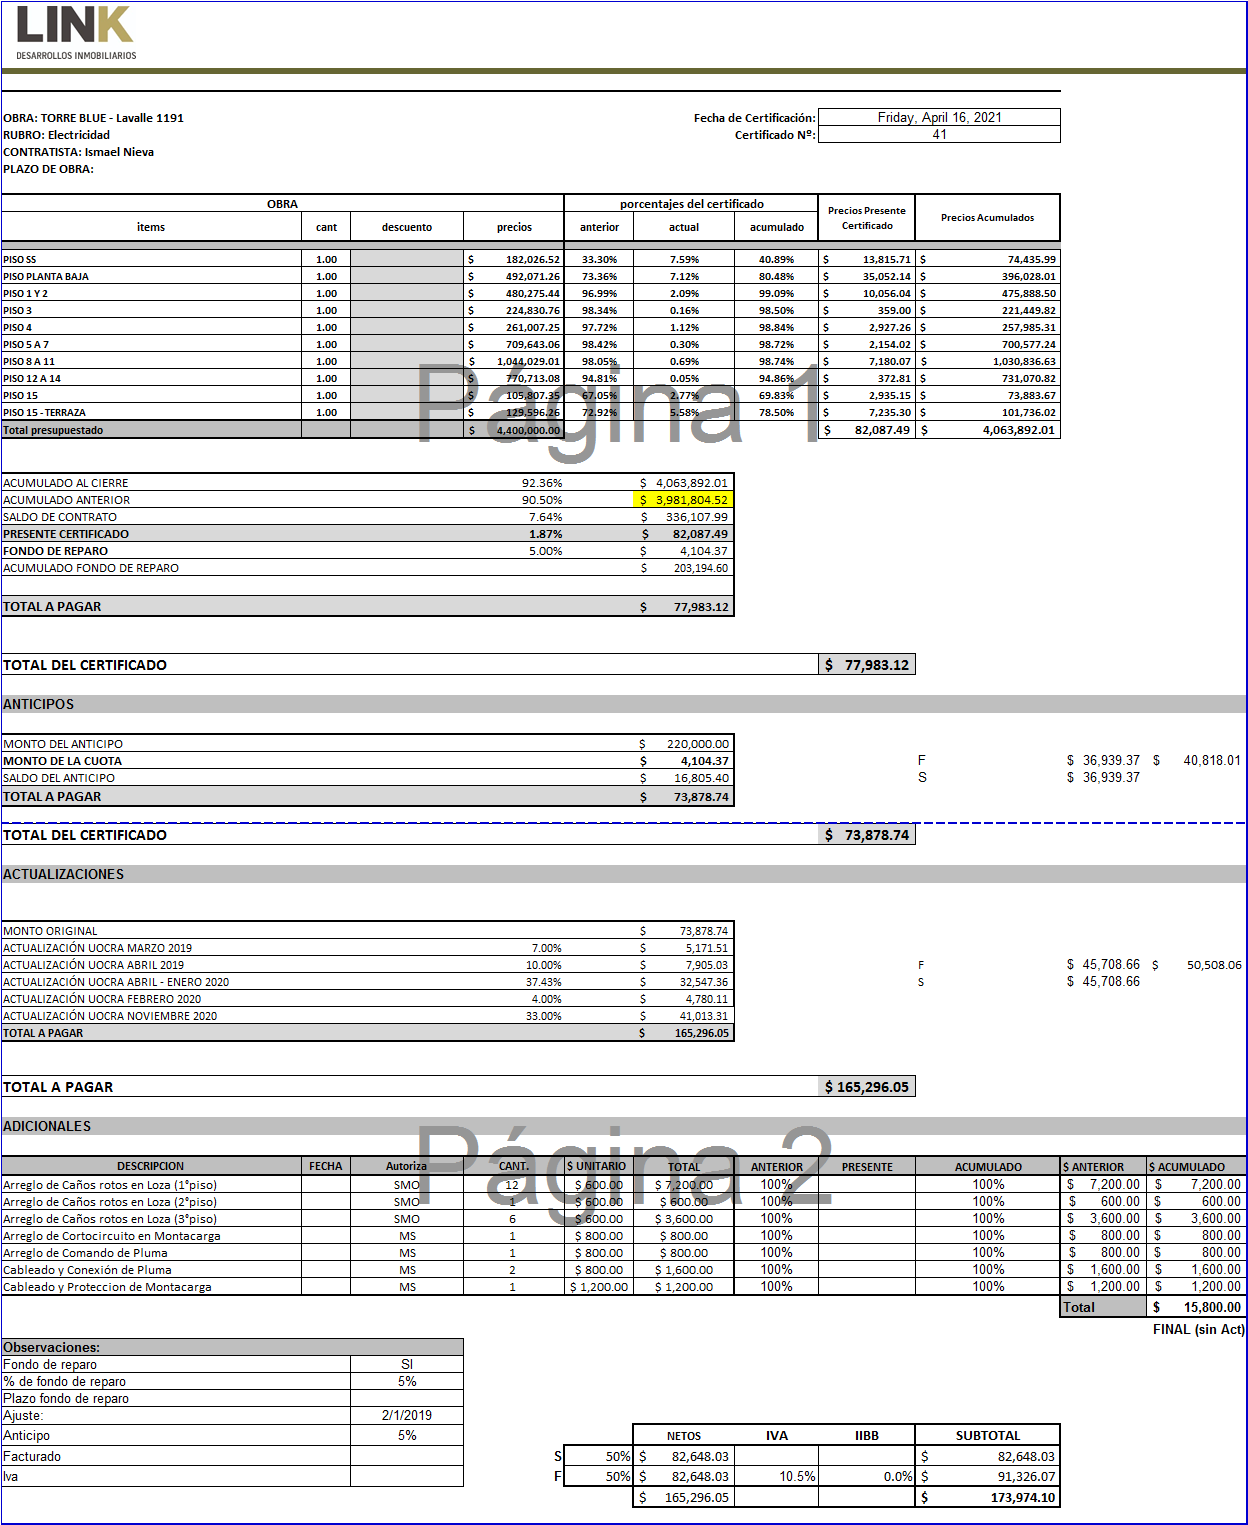 LINK
DESARROLLOS INMOBILIARIOS
OBRA: TORRE BLUE - Lavalle 1191
Fecha de Certificación: Friday, April 16, 2021
RUBRO: Electricidad
Certificado Nº: 41
CONTRATISTA: Ismael Nieva
PLAZO DE OBRA:
OBRA porcentajes del certificado Precios Presente Certificado Precios Acumulados
items cant descuento precios anterior actual acumulado
PISO SS 1.00 $ 182,026.52 33.30% 7.59% 40.89% $ 13,815.71 $ 74,435.99
PISO PLANTA BAJA 1.00 $ 492,071.26 73.36% 7.12% 80.48% $ 35,052.14 $ 396,028.01
PISO 1 Y 2 1.00 $ 480,275.44 96.99% 2.09% 99.09% $ 10,056.04 $ 475,888.50
PISO 3 1.00 $ 224,830.76 98.34% 0.16% 98.50% $ 359.00 $ 221,449.82
PISO 4 1.00 $ 261,007.25 97.72% 1.12% 98.84% $ 2,927.26 $ 257,985.31
PISO 5 A 7 1.00 $ 709,643.06 98.42% 0.30% 98.72% $ 2,154.02 $ 700,577.24
PISO 8 A 11 1.00 $ 1,044,029.01 98.05% 0.69% 98.74% $ 7,180.07 $ 1,030,836.63
PISO 12 A 14 1.00 $ 770,713.08 94.81% 0.05% 94.86% $ 372.81 $ 731,070.82
PISO 15 1.00 $ 105,807.35 67.05% 2.77% 69.83% $ 2,935.15 $ 73,883.67
PISO 15 - TERRAZA 1.00 $ 129,596.26 72.92% 5.58% 78.50% $ 7,235.30 $ 101,736.02
Total presupuestado $ 4,400,000.00 $ 82,087.49 $ 4,063,892.01
Página 1
ACUMULADO AL CIERRE 92.36% $ 4,063,892.01
ACUMULADO ANTERIOR 90.50% $ 3,981,804.52
SALDO DE CONTRATO 7.64% $ 336,107.99
PRESENTE CERTIFICADO 1.87% $ 82,087.49
FONDO DE REPARO 5.00% $ 4,104.37
ACUMULADO FONDO DE REPARO $ 203,194.60
TOTAL A PAGAR $ 77,983.12
TOTAL DEL CERTIFICADO $ 77,983.12
ANTICIPOS
MONTO DEL ANTICIPO $ 220,000.00
MONTO DE LA CUOTA $ 4,104.37 F $ 36,939.37 $ 40,818.01
SALDO DEL ANTICIPO $ 16,805.40 S $ 36,939.37
TOTAL A PAGAR $ 73,878.74
TOTAL DEL CERTIFICADO $ 73,878.74
ACTUALIZACIONES
MONTO ORIGINAL $ 73,878.74
ACTUALIZACIÓN UOCRA MARZO 2019 7.00% $ 5,171.51
ACTUALIZACIÓN UOCRA ABRIL 2019 10.00% $ 7,905.03 F $ 45,708.66 $ 50,508.06
ACTUALIZACIÓN UOCRA ABRIL - ENERO 2020 37.43% $ 32,547.36 S $ 45,708.66
ACTUALIZACIÓN UOCRA FEBRERO 2020 4.00% $ 4,780.11
ACTUALIZACIÓN UOCRA NOVIEMBRE 2020 33.00% $ 41,013.31
TOTAL A PAGAR $ 165,296.05
TOTAL A PAGAR $ 165,296.05
ADICIONALES
Página 2
DESCRIPCION FECHA Autoriza CANT. $ UNITARIO TOTAL ANTERIOR PRESENTE ACUMULADO $ ANTERIOR $ ACUMULADO
Arreglo de Caños rotos en Loza (1°piso) SMO 12 $ 600.00 $ 7,200.00 100% 100% $ 7,200.00 $ 7,200.00
Arreglo de Caños rotos en Loza (2°piso) SMO 1 $ 600.00 $ 600.00 100% 100% $ 600.00 $ 600.00
Arreglo de Caños rotos en Loza (3°piso) SMO 6 $ 600.00 $ 3,600.00 100% 100% $ 3,600.00 $ 3,600.00
Arreglo de Cortocircuito en Montacarga MS 1 $ 800.00 $ 800.00 100% 100% $ 800.00 $ 800.00
Arreglo de Comando de Pluma MS 1 $ 800.00 $ 800.00 100% 100% $ 800.00 $ 800.00
Cableado y Conexión de Pluma MS 2 $ 800.00 $ 1,600.00 100% 100% $ 1,600.00 $ 1,600.00
Cableado y Proteccion de Montacarga MS 1 $ 1,200.00 $ 1,200.00 100% 100% $ 1,200.00 $ 1,200.00
Total $ 15,800.00
FINAL (sin Act)
Observaciones:
Fondo de reparo SI
% de fondo de reparo 5%
Plazo fondo de reparo
Ajuste: 2/1/2019
Anticipo 5%
Facturado
Iva
NETOS IVA IIBB SUBTOTAL
S 50% $ 82,648.03 $ 82,648.03
F 50% $ 82,648.03 10.5% 0.0% $ 91,326.07
$ 165,296.05 $ 173,974.10